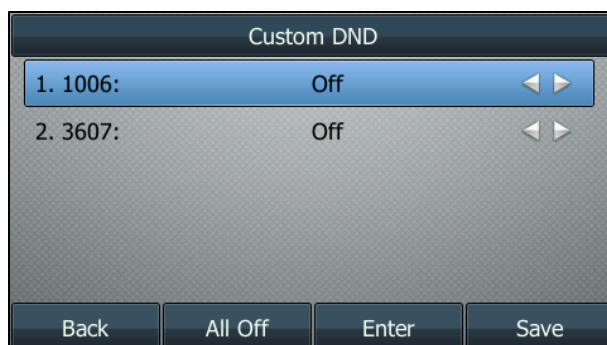 Custom DND
1. 1006: Off
2. 3607: Off
Back All Off Enter Save